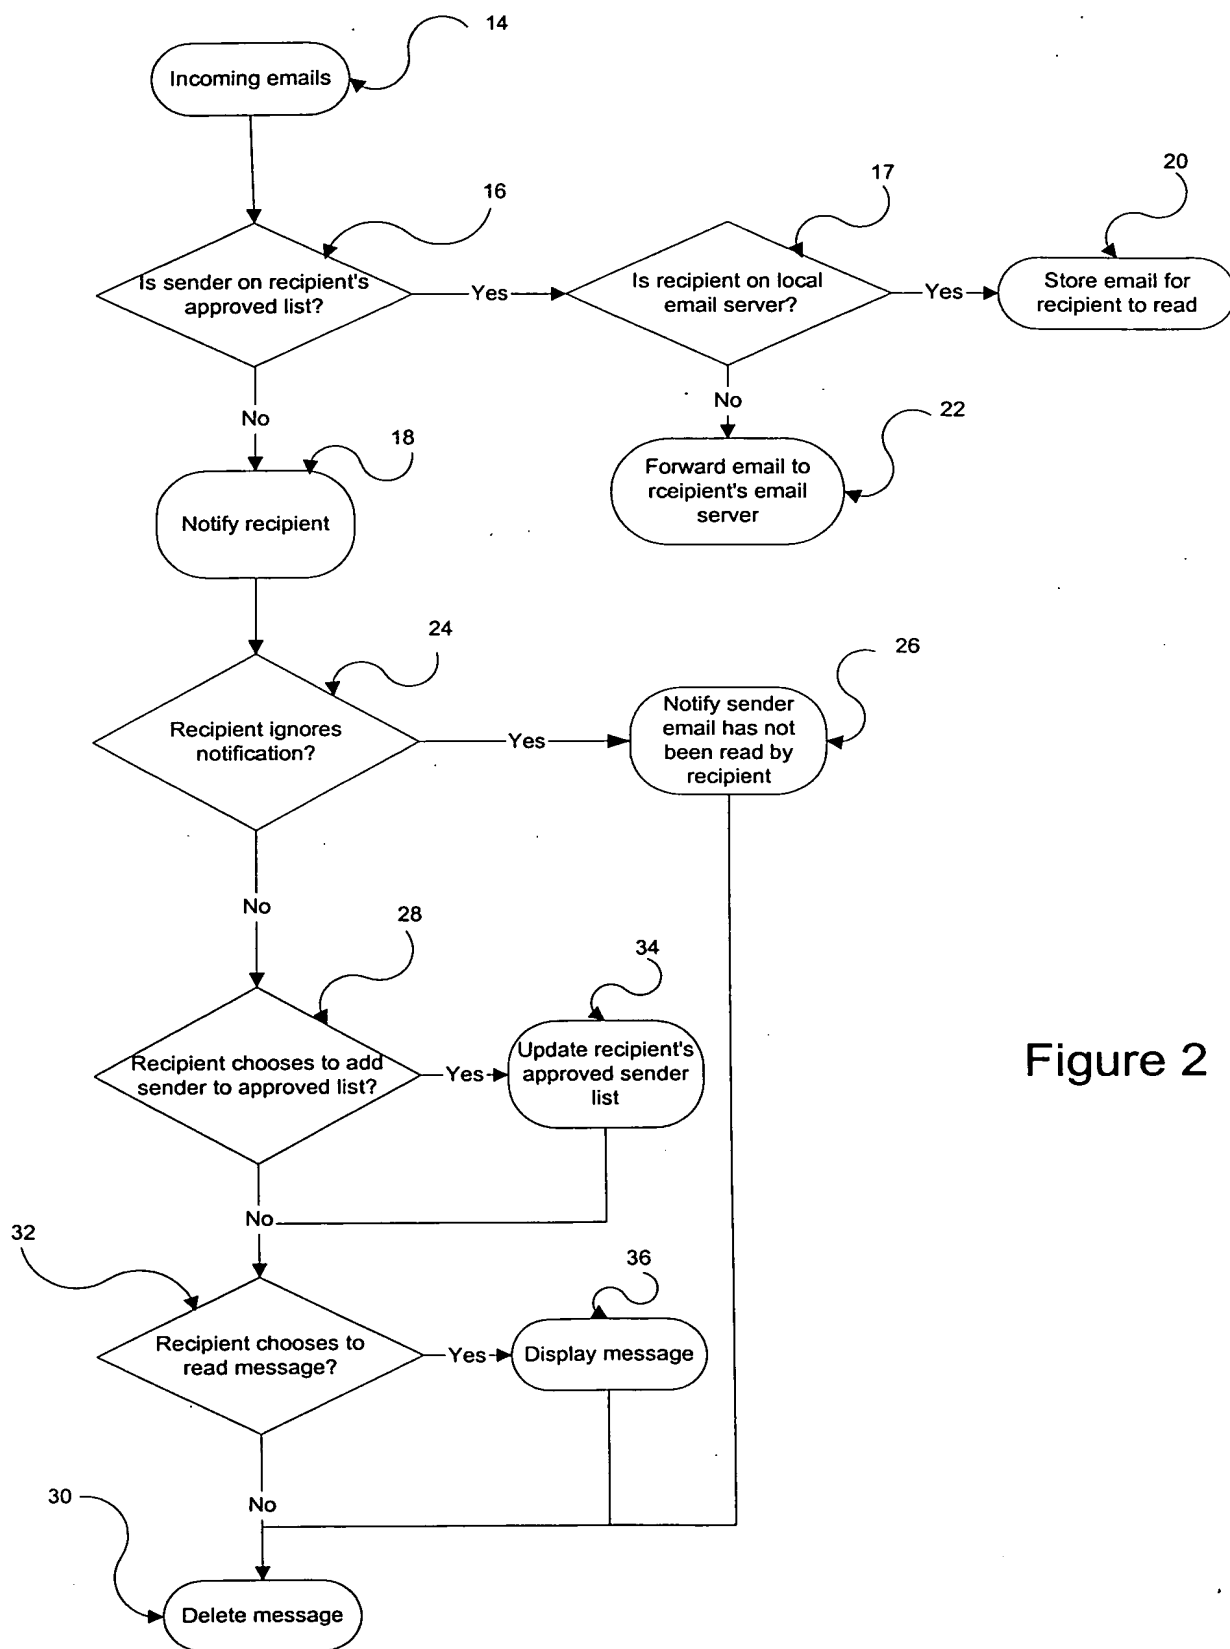 14
Incoming emails
16
17
20
Is sender on recipient's
approved list?
Yes
Is recipient on local
email server?
Yes
Store email for
recipient to read
No
No
18
22
Notify recipient
Forward email to
rceipient's email
server
24
26
Recipient ignores
notification?
Yes
Notify sender
email has not
been read by
recipient
No
28
34
Recipient chooses to add
sender to approved list?
Yes
Update recipient's
approved sender
list
Figure 2
No
32
36
Recipient chooses to
read message?
Yes
Display message
No
30
Delete message